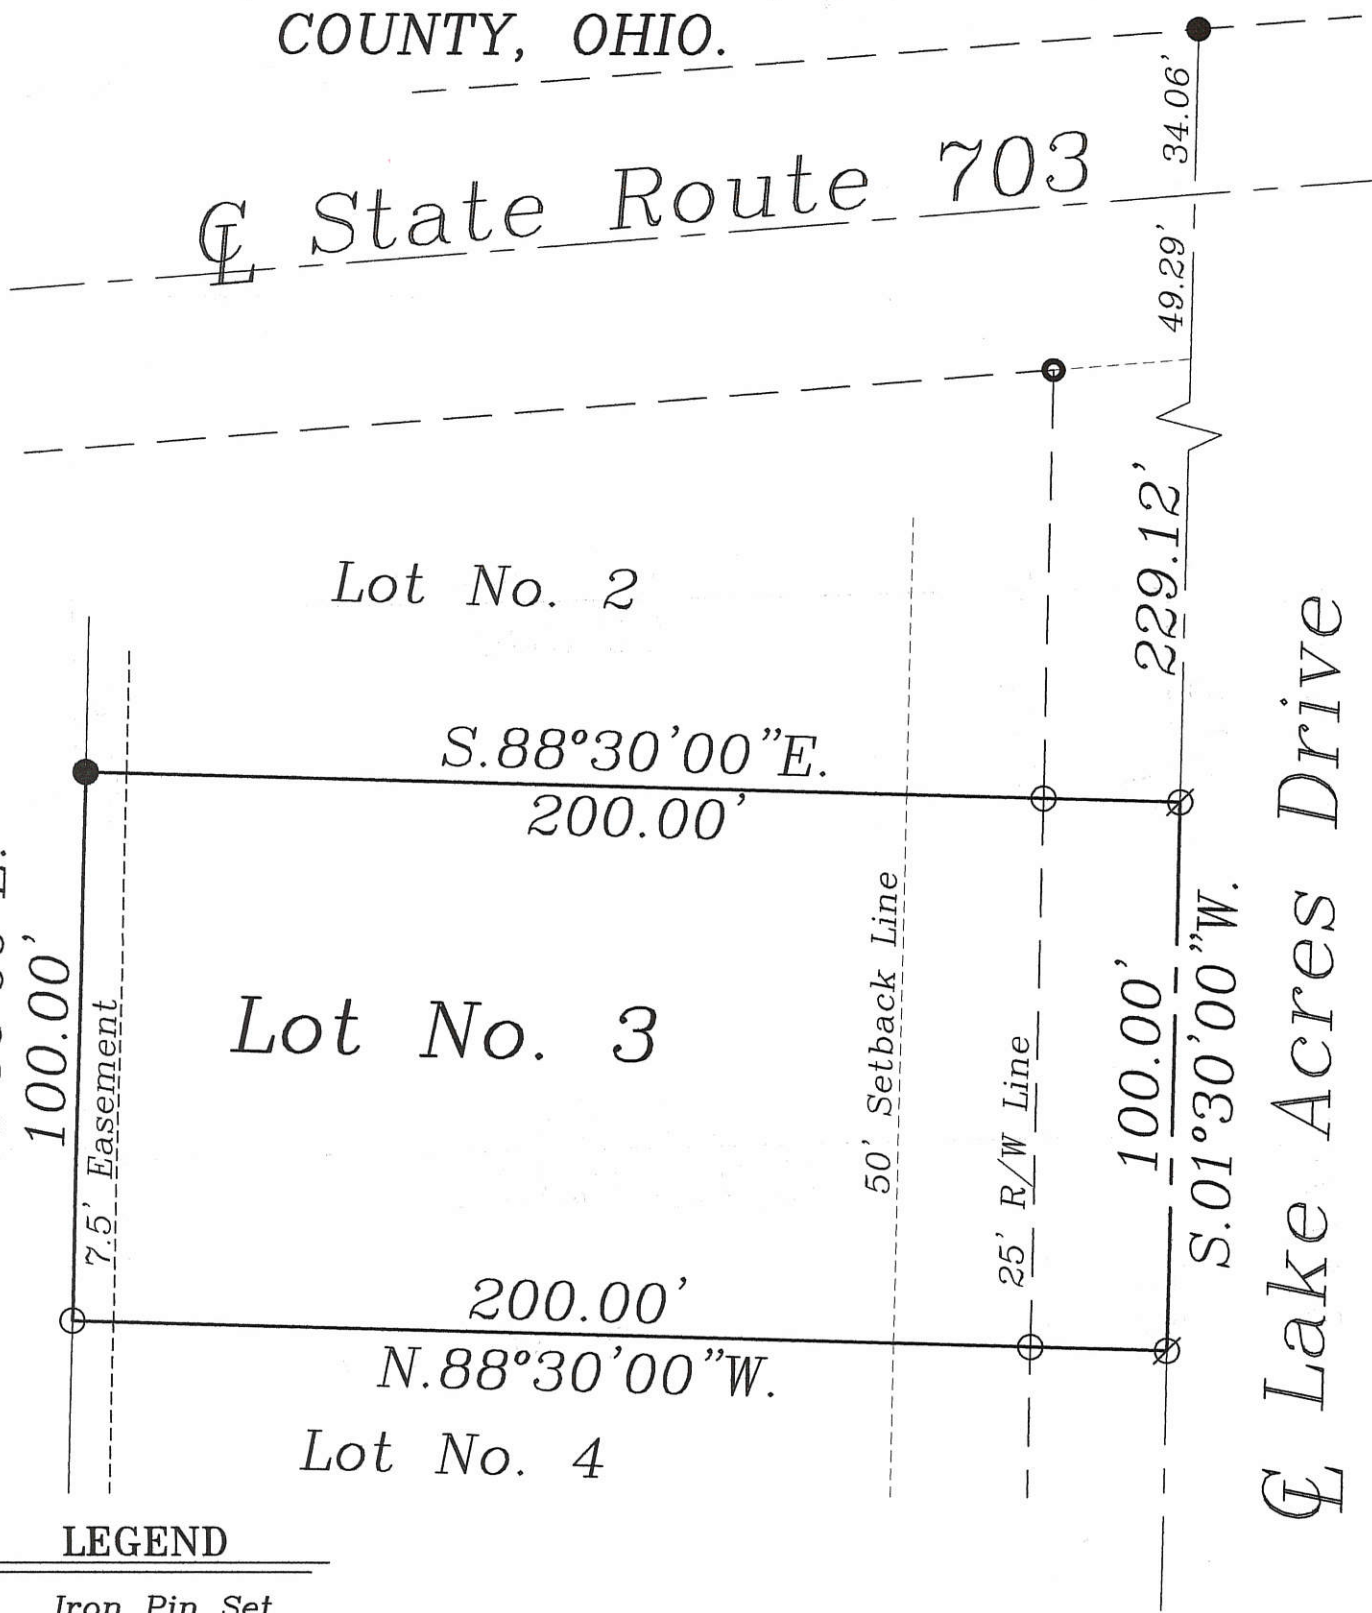 COUNTY, OHIO.
34.06'
℄ State Route 703
49.29'
229.12'
Lot No. 2
S.88°30'00"E.
200.00'
100.00'
7.5' Easement
Lot No. 3
50' Setback Line
25' R/W Line
100.00'
S.01°30'00"W.
℄ Lake Acres Drive
200.00'
N.88°30'00"W.
Lot No. 4
LEGEND
Iron Pin Set